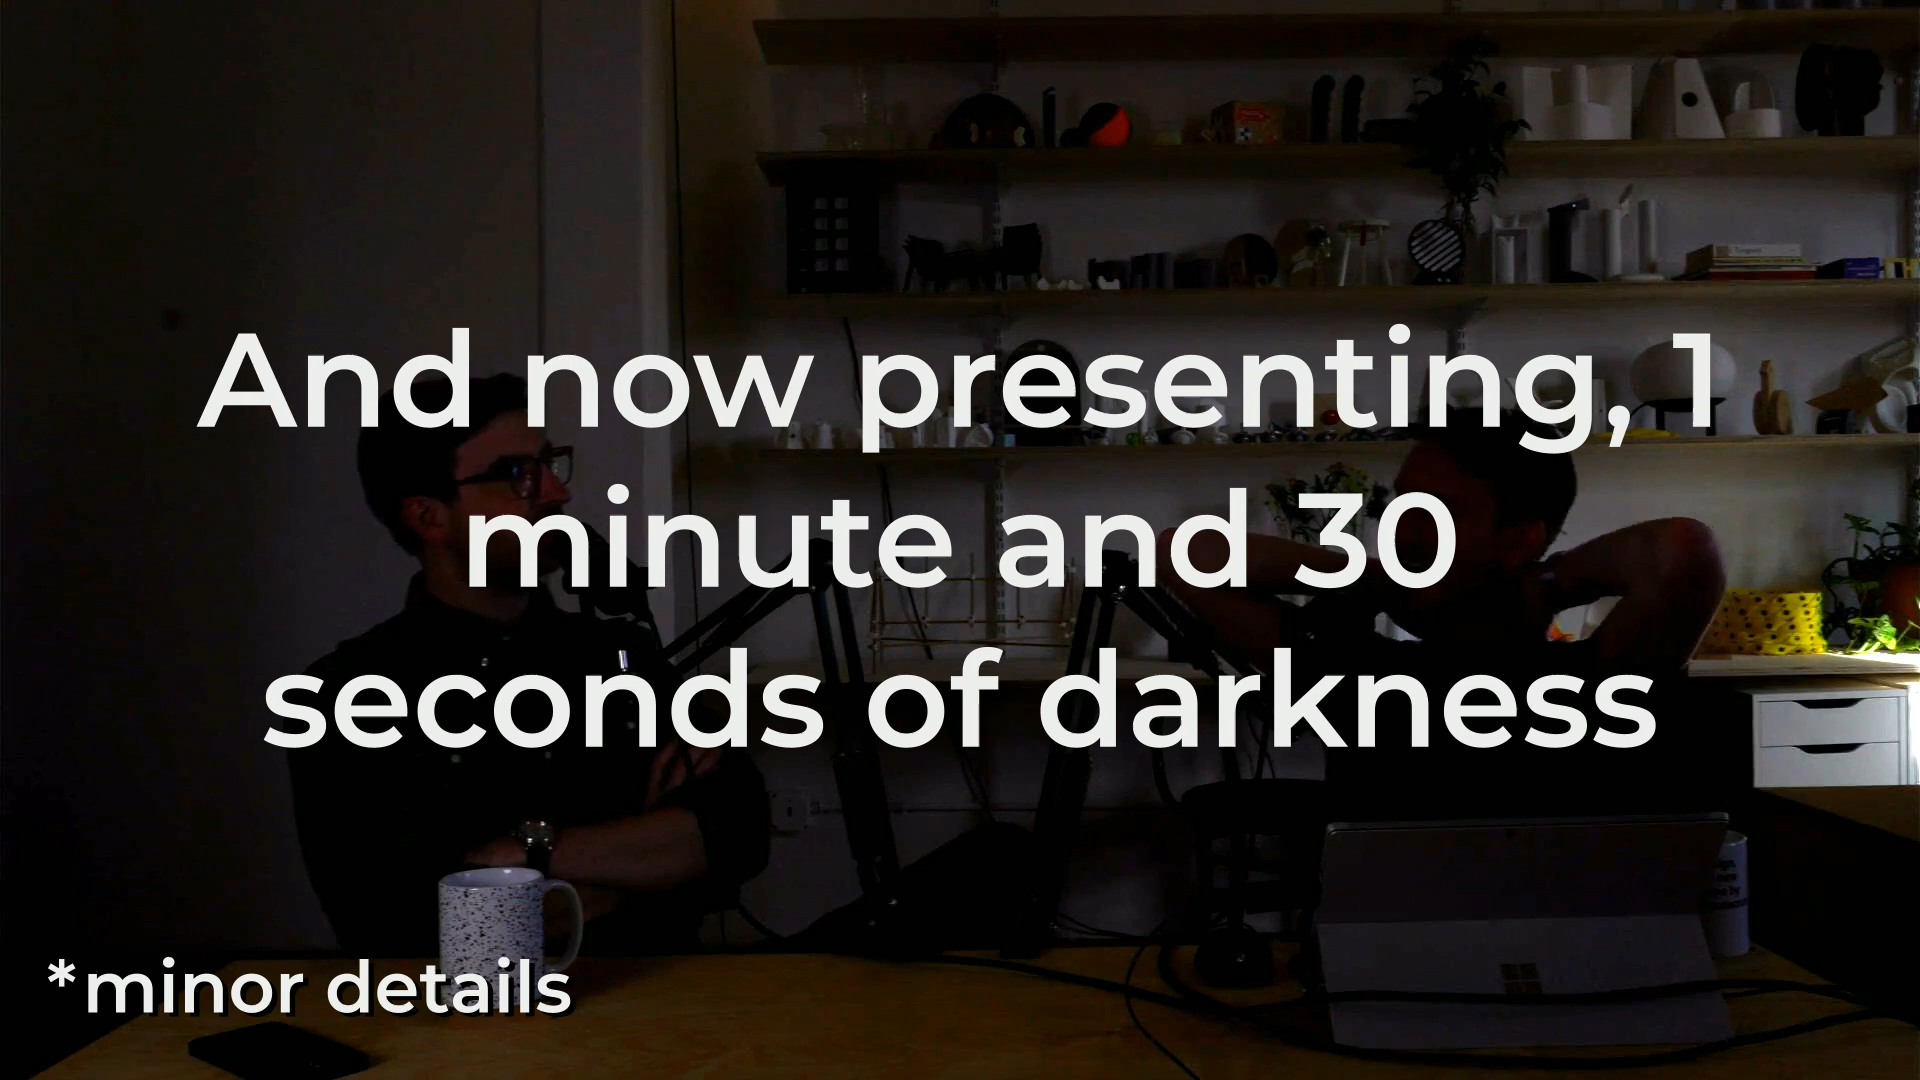 And now presenting, 1
minute and 30
seconds of darkness
*minor details